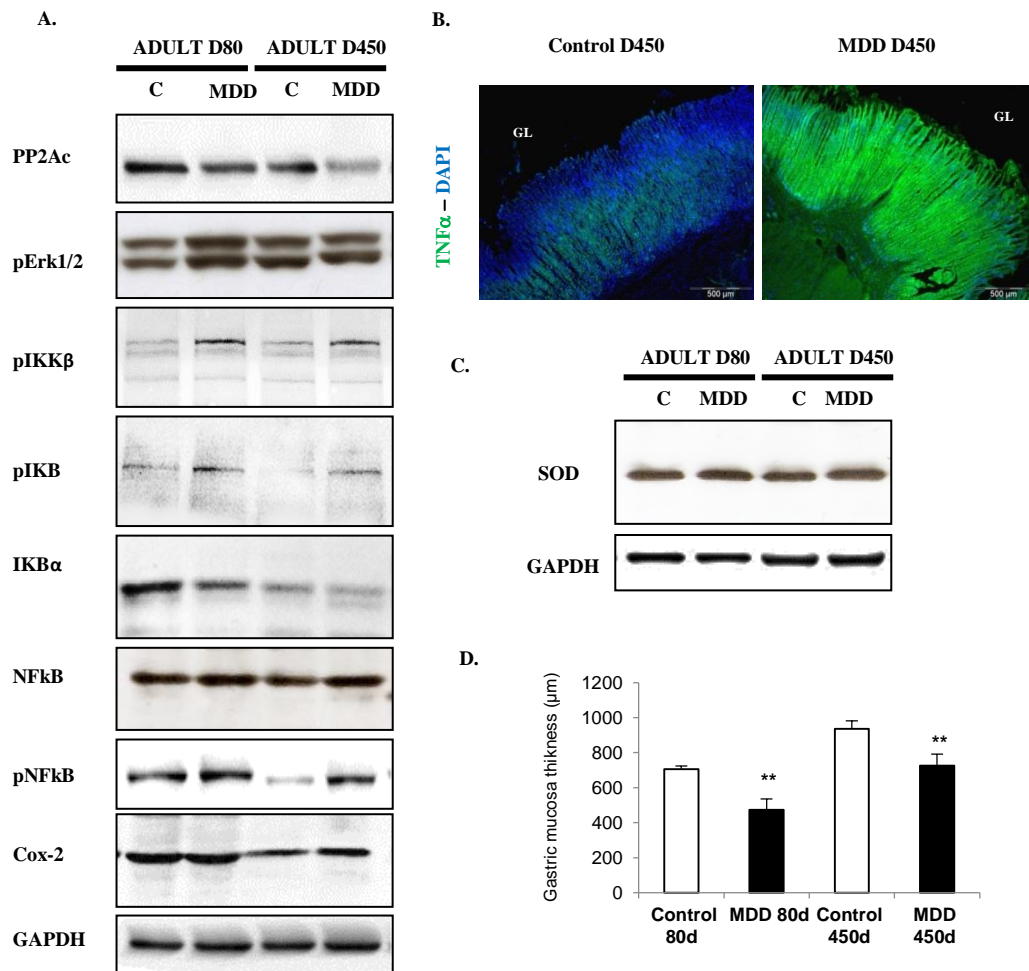 A.
ADULT D80 ADULT D450
C MDD C MDD
PP2Ac
pErk1/2
pIKKβ
pIKB
IKBα
NFkB
pNFkB
Cox-2
GAPDH
B.
Control D450 MDD D450
TNFα – DAPI
GL
500 µm
GL
500 µm
C.
ADULT D80 ADULT D450
C MDD C MDD
SOD
GAPDH
D.
Gastric mucosa thikness (µm)
1200
1000
800
600
400
200
0
**
**
Control 80d
MDD 80d
Control 450d
MDD 450d